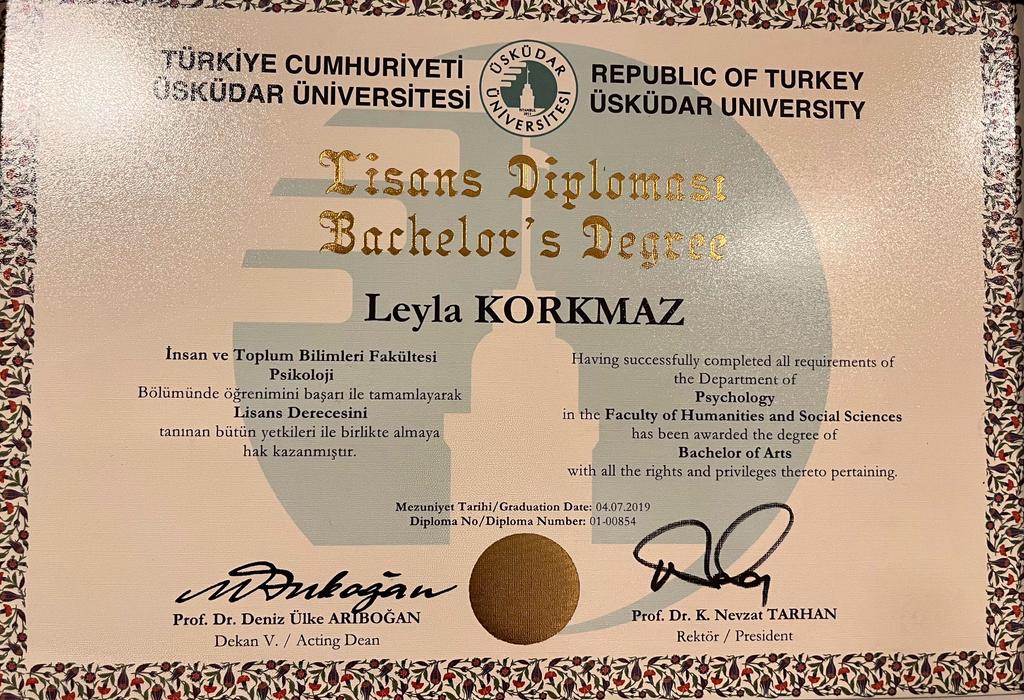 TÜRKİYE CUMHURİYETİ
ÜSKÜDAR ÜNİVERSİTESİ
ÜSKÜDAR ÜNİVERSİTESİ
İSTANBUL
2011
REPUBLIC OF TURKEY
ÜSKÜDAR UNIVERSITY
Lisans Diploması
Bachelor's Degree
Leyla KORKMAZ
İnsan ve Toplum Bilimleri Fakültesi
Psikoloji
Bölümünde öğrenimini başarı ile tamamlayarak
Lisans Derecesini
tanınan bütün yetkileri ile birlikte almaya
hak kazanmıştır.
Having successfully completed all requirements of
the Department of
Psychology
in the Faculty of Humanities and Social Sciences
has been awarded the degree of
Bachelor of Arts
with all the rights and privileges thereto pertaining.
Mezuniyet Tarihi/Graduation Date: 04.07.2019
Diploma No/Diploma Number: 01-00854
Prof. Dr. Deniz Ülke ARIBOĞAN
Dekan V. / Acting Dean
Prof. Dr. K. Nevzat TARHAN
Rektör / President